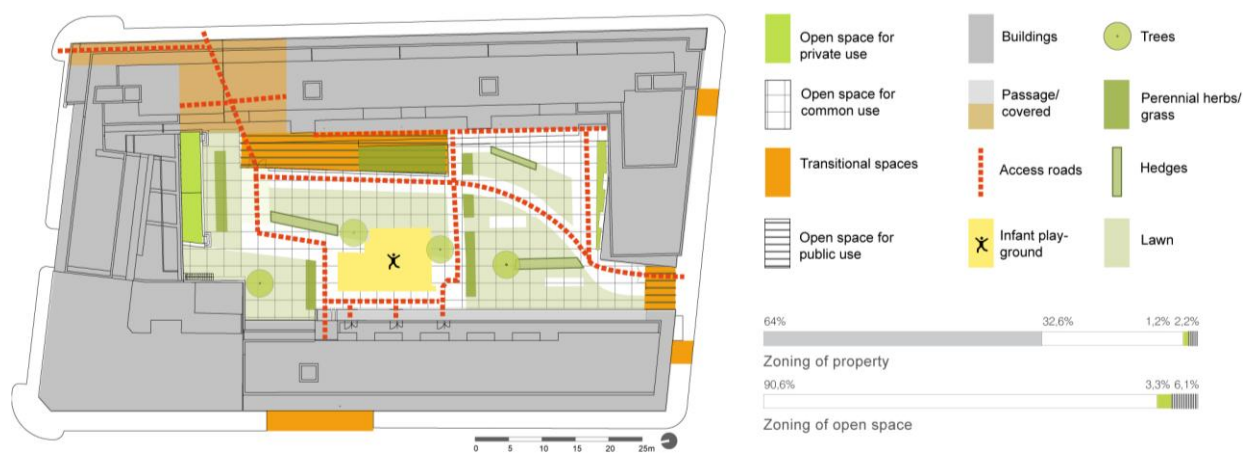 Open space for
private use
Buildings
Trees
Open space for
common use
Passage/
covered
Perennial herbs/
grass
Transitional spaces
Access roads
Hedges
Open space for
public use
Infant play-
ground
Lawn
64% 32,6% 1,2% 2,2%
Zoning of property
90.6% 3,3% 6,1%
Zoning of open space
0 5 10 15 20 25m